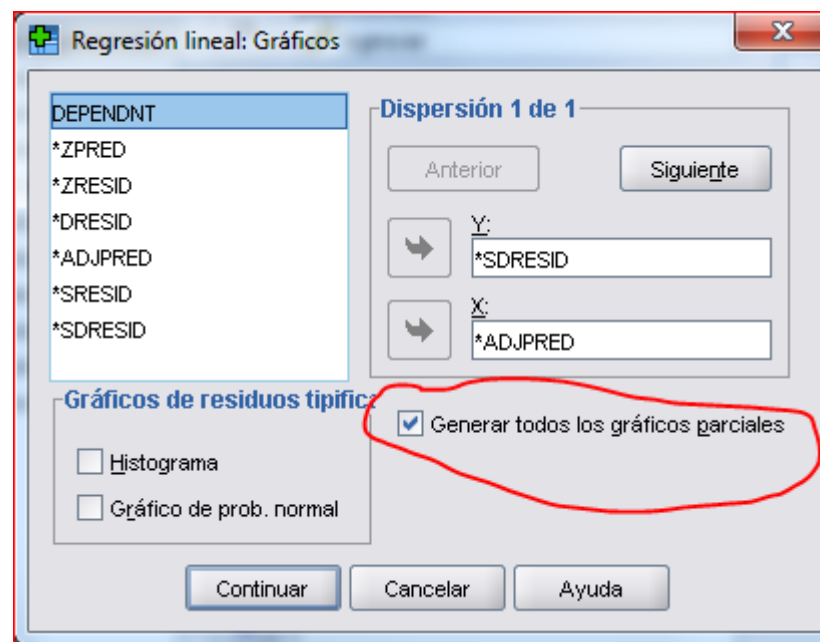 Regresión lineal: Gráficos
DEPENDNT
*ZPRED
*ZRESID
*DRESID
*ADJPRED
*SRESID
*SDRESID
Dispersión 1 de 1
Anterior
Siguiente
Y:
*SDRESID
X:
*ADJPRED
Gráficos de residuos tipifica
Histograma
Gráfico de prob. normal
Generar todos los gráficos parciales
Continuar
Cancelar
Ayuda